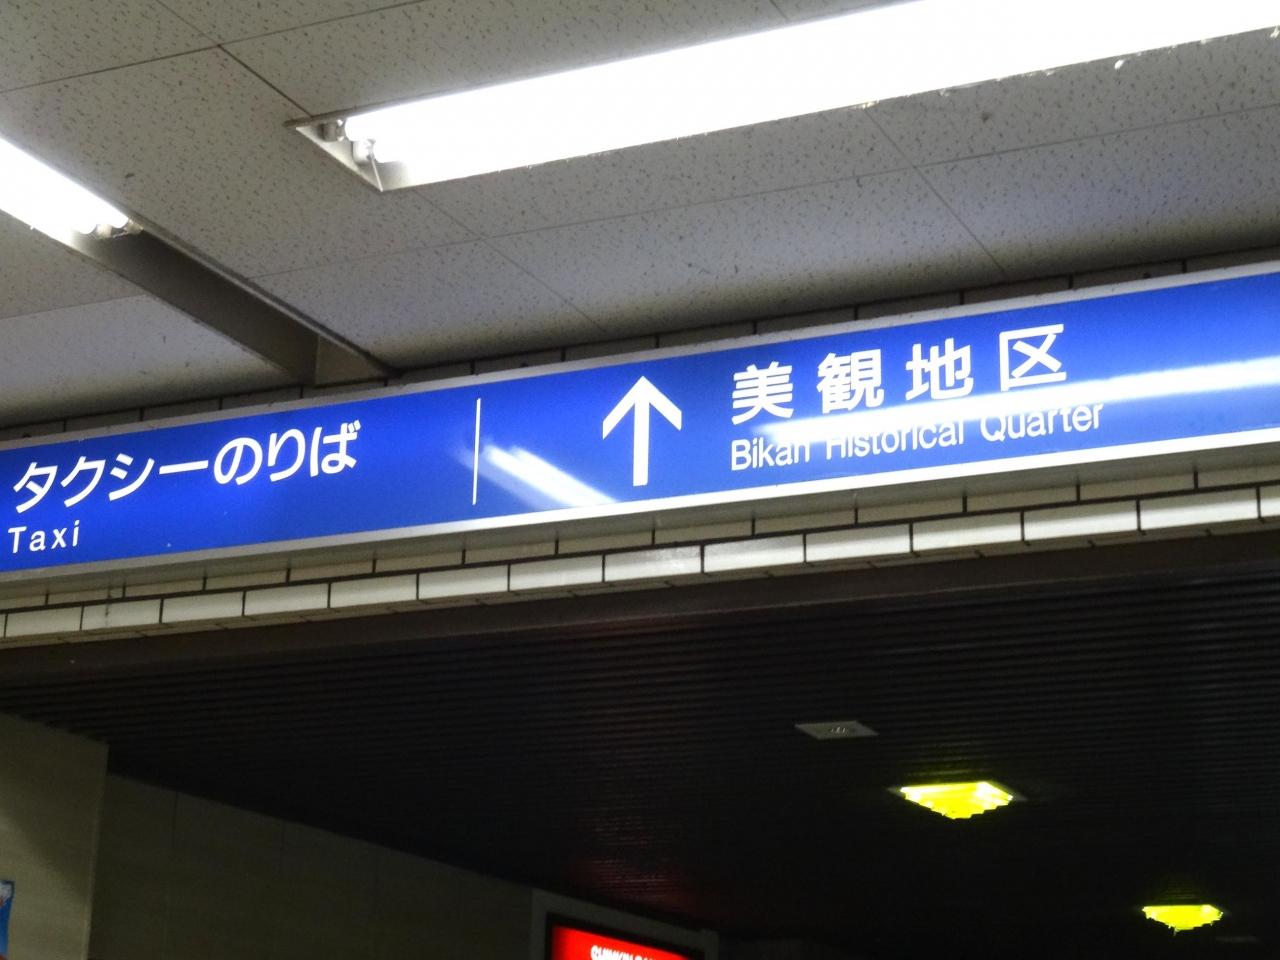 タクシーのりば
Taxi
↑ 美観地区
Bikan Historical Quarter